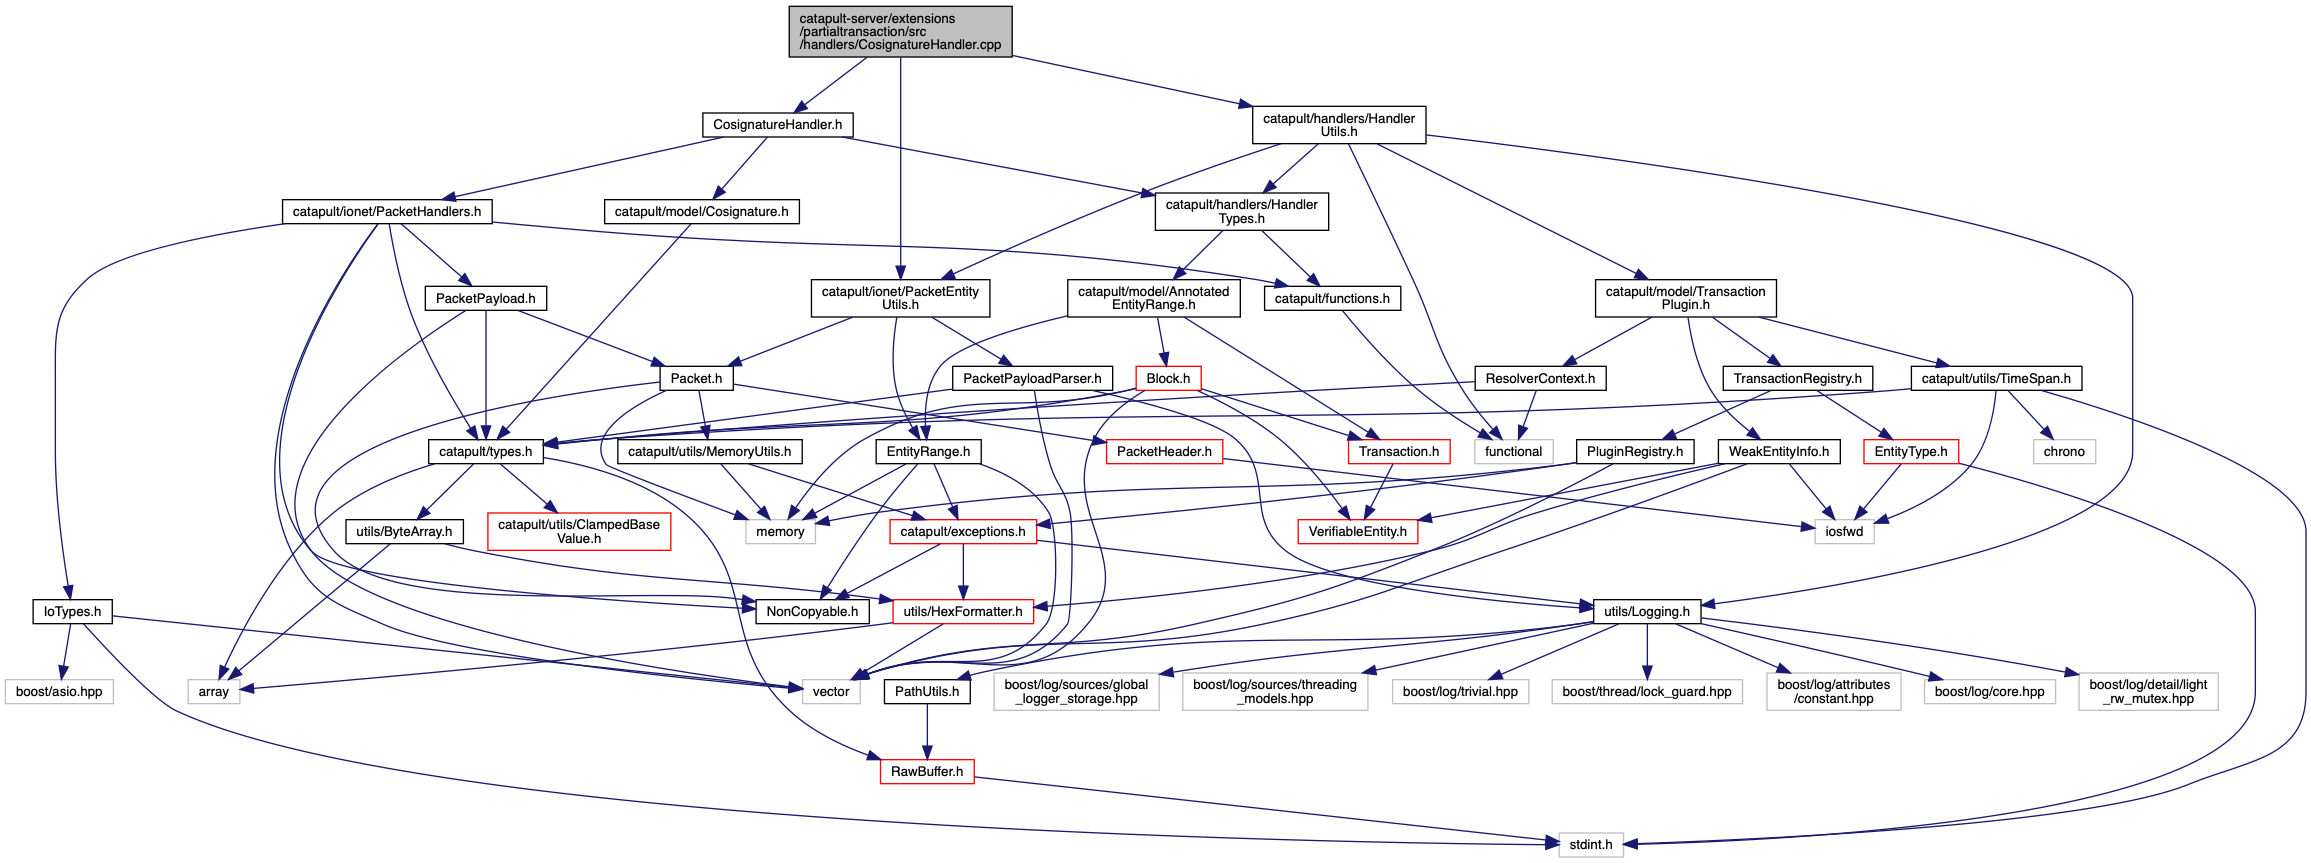 catapult-server/extensions
/partialtransaction/src
/handlers/CosignatureHandler.cpp
CosignatureHandler.h
catapult/handlers/Handler
Utils.h
catapult/ionet/PacketHandlers.h
catapult/model/Cosignature.h
catapult/handlers/Handler
Types.h
PacketPayload.h
catapult/ionet/PacketEntity
Utils.h
catapult/model/Annotated
EntityRange.h
catapult/functions.h
catapult/model/Transaction
Plugin.h
Packet.h
PacketPayloadParser.h
Block.h
ResolverContext.h
TransactionRegistry.h
catapult/utils/TimeSpan.h
catapult/types.h
catapult/utils/MemoryUtils.h
EntityRange.h
PacketHeader.h
Transaction.h
functional
PluginRegistry.h
WeakEntityInfo.h
EntityType.h
chrono
utils/ByteArray.h
catapult/utils/ClampedBase
Value.h
memory
catapult/exceptions.h
VerifiableEntity.h
iosfwd
IoTypes.h
NonCopyable.h
utils/HexFormatter.h
utils/Logging.h
boost/asio.hpp
array
vector
PathUtils.h
boost/log/sources/global
_logger_storage.hpp
boost/log/sources/threading
_models.hpp
boost/log/trivial.hpp
boost/thread/lock_guard.hpp
boost/log/attributes
/constant.hpp
boost/log/core.hpp
boost/log/detail/light
_rw_mutex.hpp
RawBuffer.h
stdint.h